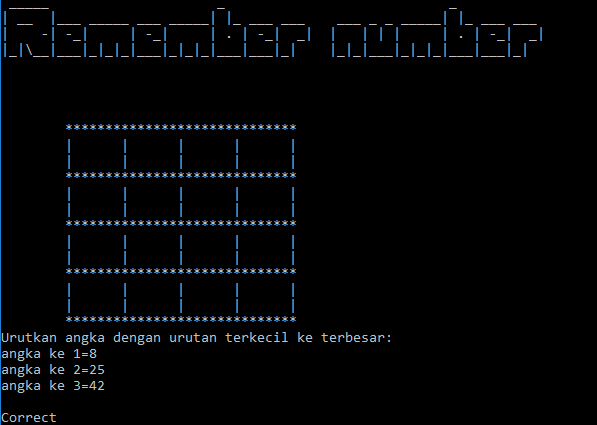 Remember number
Urutkan angka dengan urutan terkecil ke terbesar:
angka ke 1=8
angka ke 2=25
angka ke 3=42
Correct